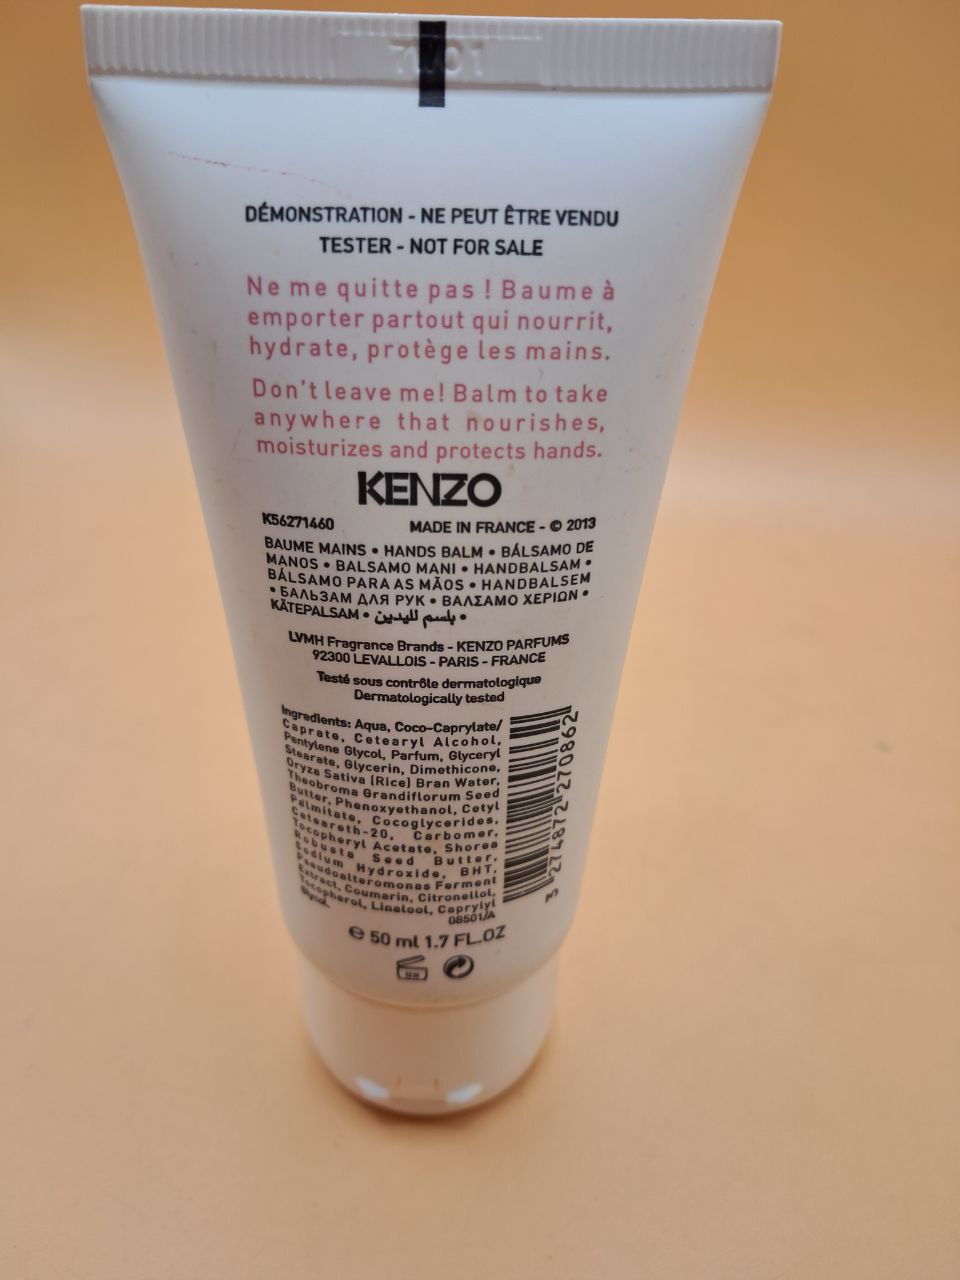 DÉMONSTRATION - NE PEUT ÊTRE VENDU
TESTER - NOT FOR SALE
Ne me quitte pas ! Baume à
emporter partout qui nourrit,
hydrate, protège les mains.
Don't leave me! Balm to take
anywhere that nourishes,
moisturizes and protects hands.
KENZO
K56271460 MADE IN FRANCE - © 2013
BAUME MAINS • HANDS BALM • BÁLSAMO DE
MANOS • BALSAMO MANI • HANDBALSAM •
BÁLSAMO PARA AS MÃOS • HANDBALSEM
• БАЛЬЗАМ ДЛЯ РУК • ΒΑΛΣΑΜΟ ΧΕΡΙΩΝ •
KÄTEPALSAM • بلسم لليدين •
LVMH Fragrance Brands - KENZO PARFUMS
92300 LEVALLOIS - PARIS - FRANCE
Testé sous contrôle dermatologique
Dermatologically tested
Ingredients: Aqua, Coco-Caprylate/
Caprate, Cetearyl Alcohol,
Pentylene Glycol, Parfum, Glyceryl
Stearate, Glycerin, Dimethicone,
Oryza Sativa (Rice) Bran Water,
Theobroma Grandiflorum Seed
Butter, Phenoxyethanol, Cetyl
Palmitate, Cocoglycerides,
Ceteareth-20, Carbomer,
Tocopheryl Acetate, Shorea
Robusta Seed Butter,
Sodium Hydroxide, BHT,
Pseudoalteromonas Ferment
Extract, Coumarin, Citronellol,
Tocopherol, Linalool, Caprylyl
Glycol.
08501/A
3 274872 270862
℮ 50 ml 1.7 FL.OZ